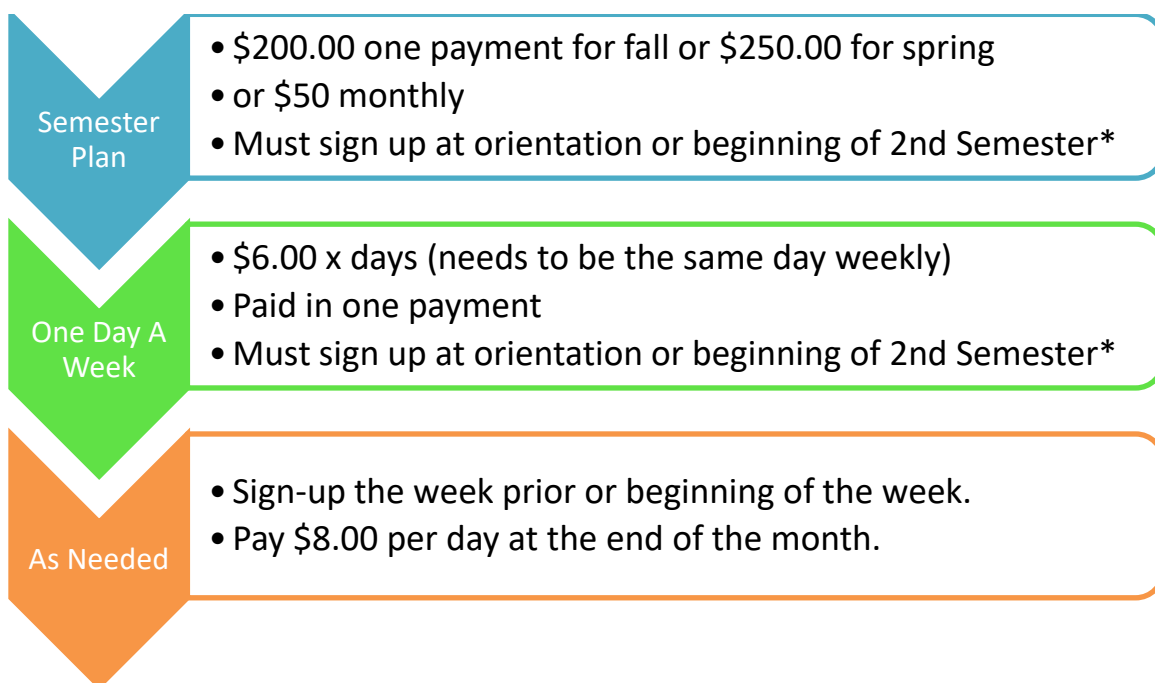 Semester
Plan
• $200.00 one payment for fall or $250.00 for spring
• or $50 monthly
• Must sign up at orientation or beginning of 2nd Semester*
One Day A
Week
• $6.00 x days (needs to be the same day weekly)
• Paid in one payment
• Must sign up at orientation or beginning of 2nd Semester*
As Needed
• Sign-up the week prior or beginning of the week.
• Pay $8.00 per day at the end of the month.